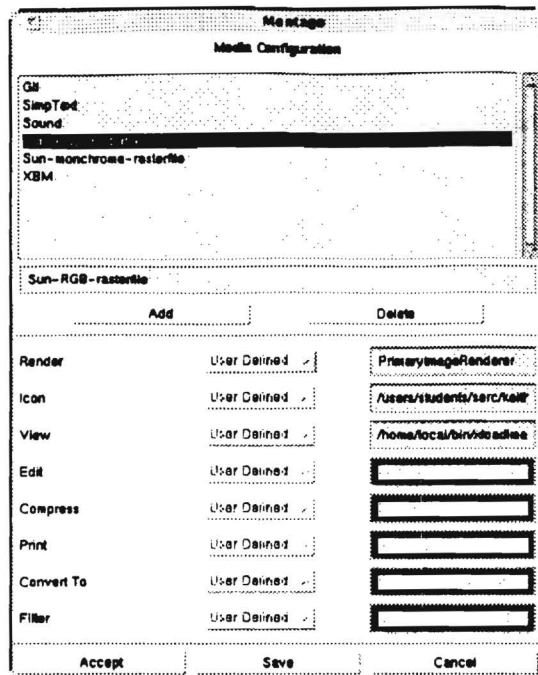 Montage
Media Configuration
Gif
SimpText
Sound
Sun-monchrome-rasterfile
XBM
Sun-RGB-rasterfile
Add Delete
Render User Defined PrimaryImageRenderer
Icon User Defined /users/students/serc/keith
View User Defined /home/local/bin/xloadima
Edit User Defined
Compress User Defined
Print User Defined
Convert To User Defined
Filter User Defined
Accept Save Cancel